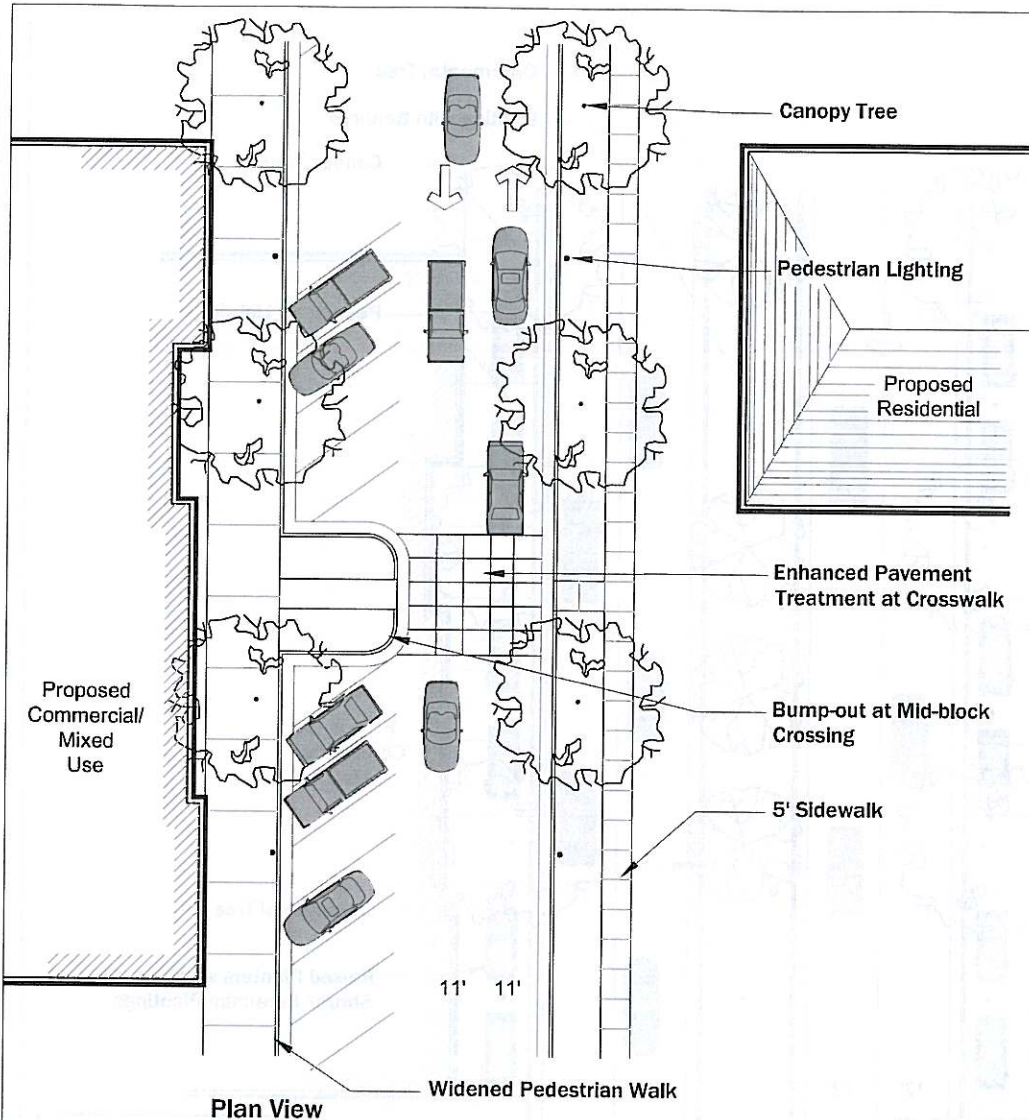 Canopy Tree
Pedestrian Lighting
Proposed
Residential
Enhanced Pavement
Treatment at Crosswalk
Proposed
Commercial/
Mixed
Use
Bump-out at Mid-block
Crossing
5' Sidewalk
11' 11'
Widened Pedestrian Walk
Plan View